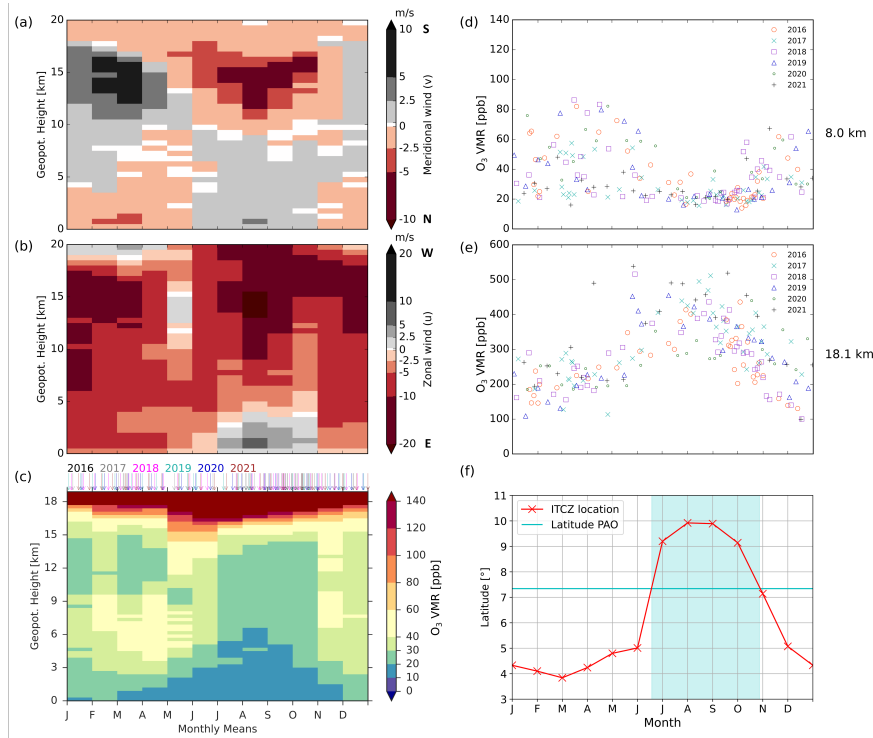 (a)
m/s
20
15
10
5
0
Geopot. Height [km]
10 S
5
2.5
0
-2.5
-5
-10 N
Meridional wind (v)
(b)
m/s
20
15
10
5
0
Geopot. Height [km]
W
20
10
5
2.5
0
-2.5
-5
-10
-20
E
Zonal wind (u)
(c)
2016 2017 2018 2019 2020 2021
18
15
12
9
6
3
0
Geopot. Height [km]
J F M A M J J A S O N D
Monthly Means
140
120
100
80
60
40
30
20
10
0
O3 VMR [ppb]
(d)
140
120
100
80
60
40
20
0
O3 VMR [ppb]
2016
2017
2018
2019
2020
2021
8.0 km
(e)
600
500
400
300
200
100
0
O3 VMR [ppb]
2016
2017
2018
2019
2020
2021
18.1 km
(f)
11
10
9
8
7
6
5
4
3
Latitude [°]
ITCZ location
Latitude PAO
J F M A M J J A S O N D
Month